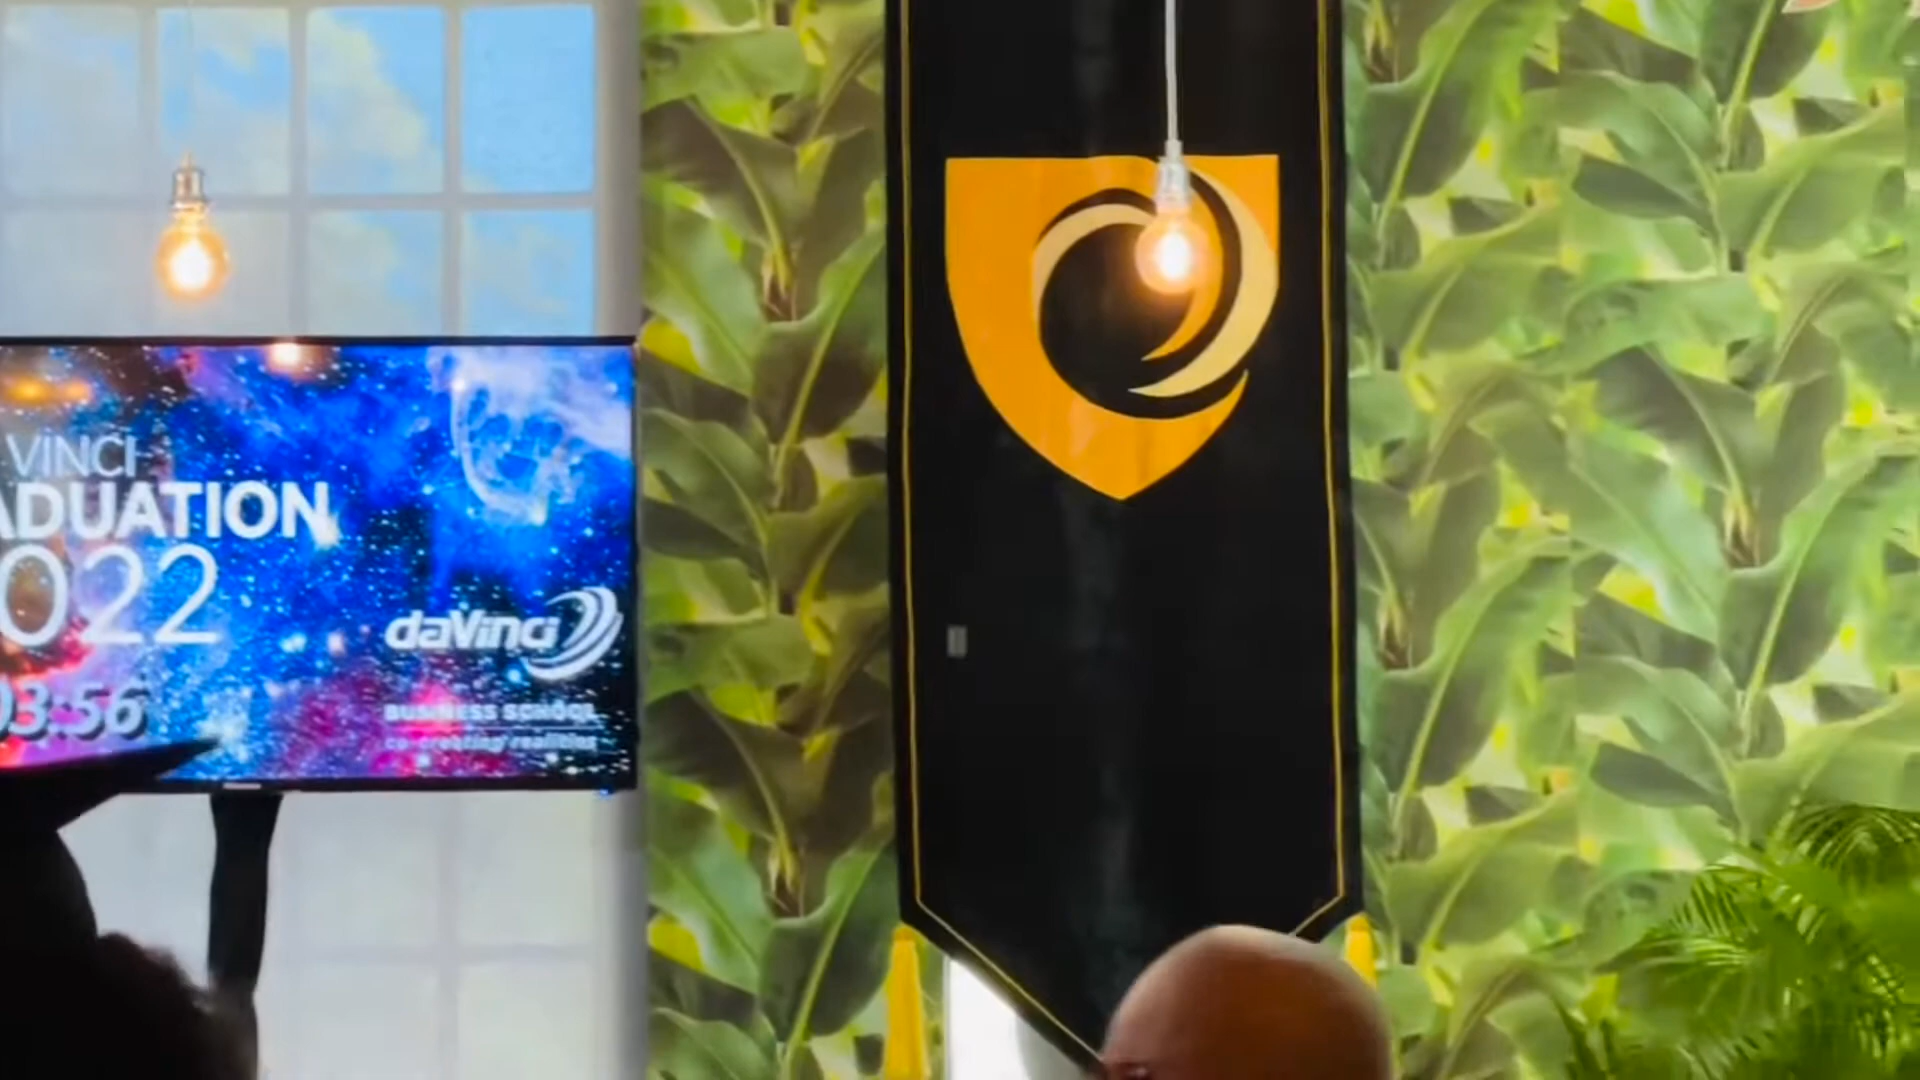 VINCI
ADUATION
022
03:56
daVinci
BUSINESS SCHOOL
co-creating realities